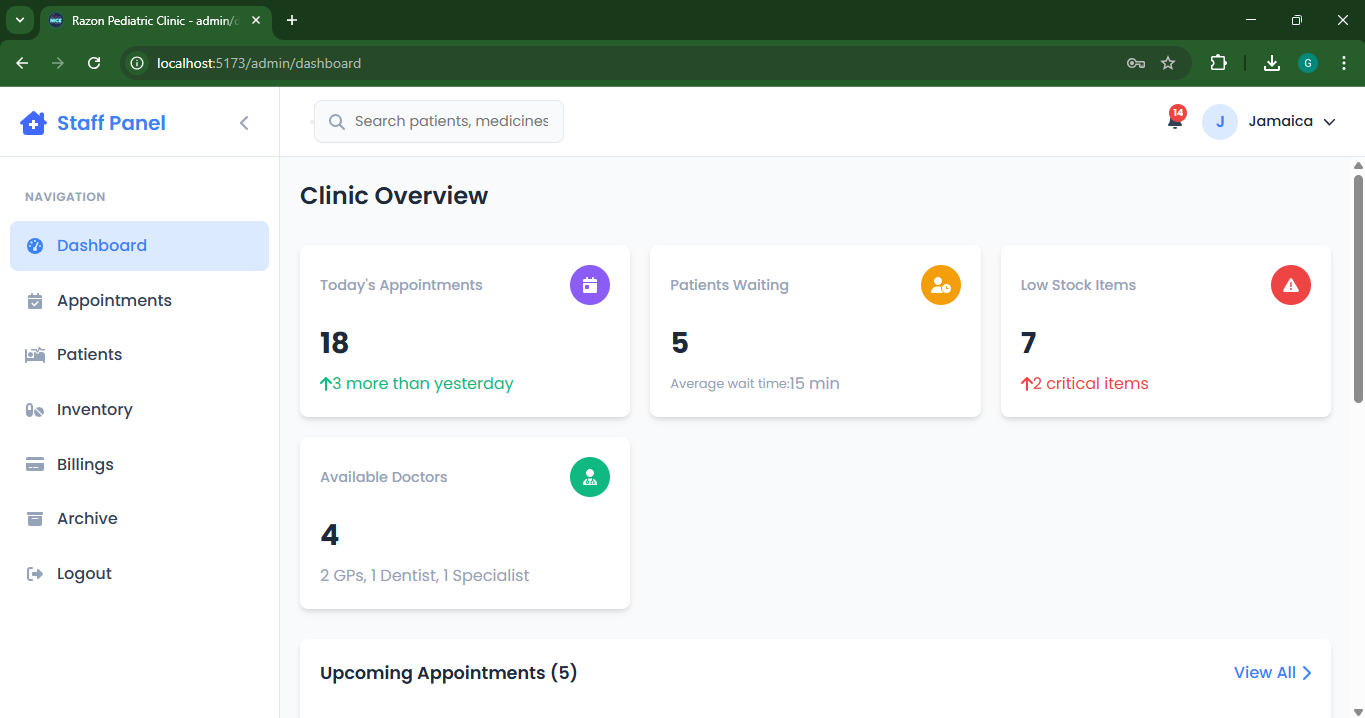 NICE
Razon Pediatric Clinic - admin/d
localhost:5173/admin/dashboard
G
Staff Panel
Search patients, medicines
14
J
Jamaica
NAVIGATION
Dashboard
Appointments
Patients
Inventory
Billings
Archive
Logout
Clinic Overview
Today's Appointments
18
3 more than yesterday
Patients Waiting
5
Average wait time:15 min
Low Stock Items
7
2 critical items
Available Doctors
4
2 GPs, 1 Dentist, 1 Specialist
Upcoming Appointments (5)
View All